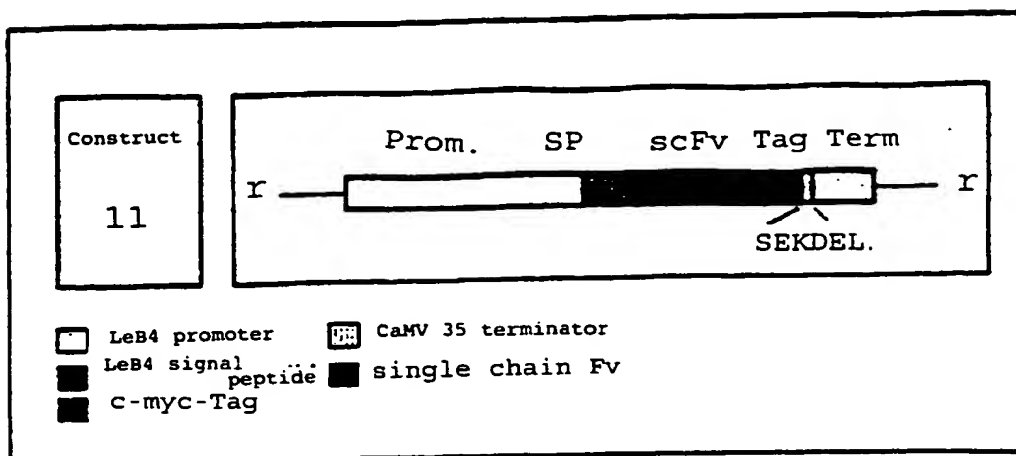 Construct
11
Prom. SP scFv Tag Term
r r
SEKDEL.
LeB4 promoter CaMV 35 terminator
LeB4 signal peptide single chain Fv
c-myc-Tag